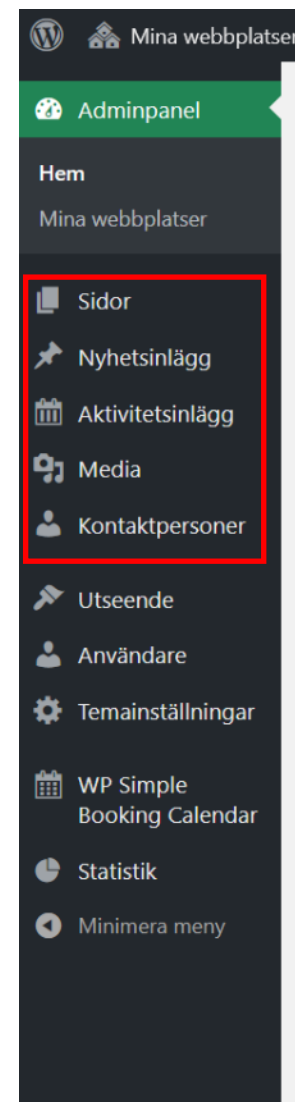 Mina webbplatser
Adminpanel
Hem
Mina webbplatser
Sidor
Nyhetsinlägg
Aktivitetsinlägg
Media
Kontaktpersoner
Utseende
Användare
Temainställningar
WP Simple
Booking Calendar
Statistik
Minimera meny